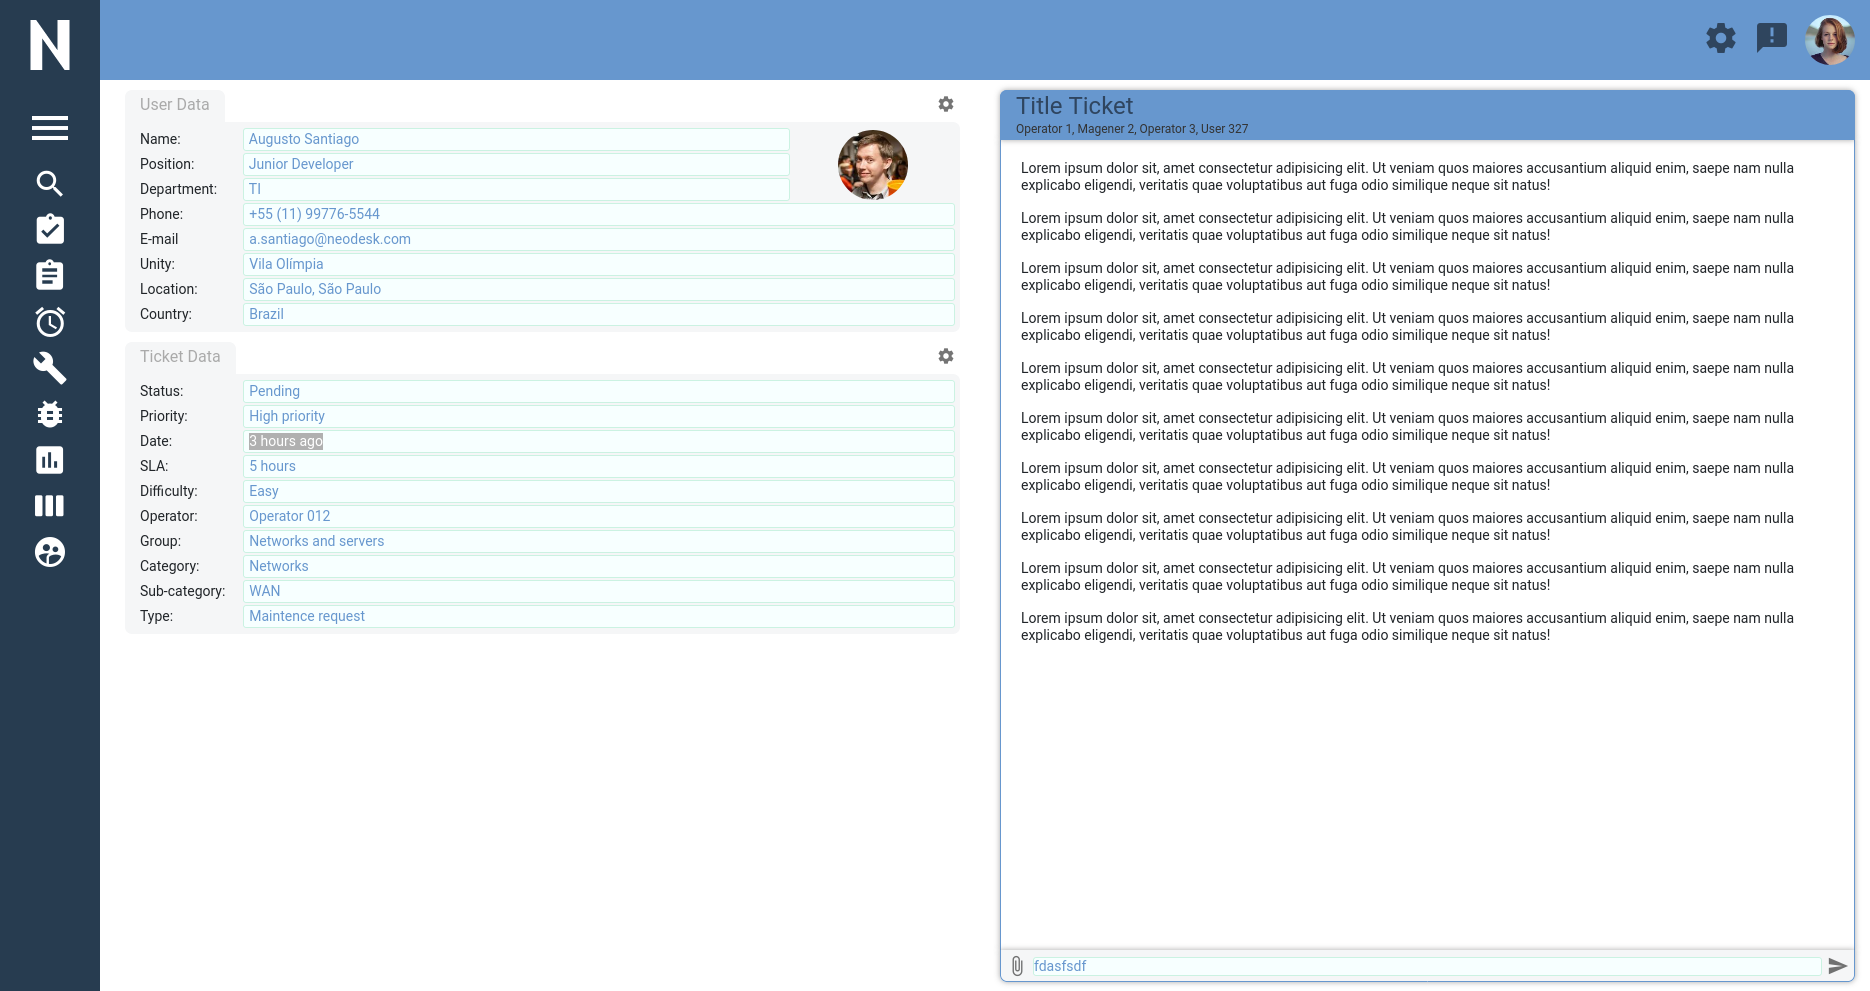 N
User Data
Name: Augusto Santiago
Position: Junior Developer
Department: TI
Phone: +55 (11) 99776-5544
E-mail a.santiago@neodesk.com
Unity: Vila Olímpia
Location: São Paulo, São Paulo
Country: Brazil
Ticket Data
Status: Pending
Priority: High priority
Date: 3 hours ago
SLA: 5 hours
Difficulty: Easy
Operator: Operator 012
Group: Networks and servers
Category: Networks
Sub-category: WAN
Type: Maintence request
Title Ticket
Operator 1, Magener 2, Operator 3, User 327
Lorem ipsum dolor sit, amet consectetur adipisicing elit. Ut veniam quos maiores accusantium aliquid enim, saepe nam nulla
explicabo eligendi, veritatis quae voluptatibus aut fuga odio similique neque sit natus!
Lorem ipsum dolor sit, amet consectetur adipisicing elit. Ut veniam quos maiores accusantium aliquid enim, saepe nam nulla
explicabo eligendi, veritatis quae voluptatibus aut fuga odio similique neque sit natus!
Lorem ipsum dolor sit, amet consectetur adipisicing elit. Ut veniam quos maiores accusantium aliquid enim, saepe nam nulla
explicabo eligendi, veritatis quae voluptatibus aut fuga odio similique neque sit natus!
Lorem ipsum dolor sit, amet consectetur adipisicing elit. Ut veniam quos maiores accusantium aliquid enim, saepe nam nulla
explicabo eligendi, veritatis quae voluptatibus aut fuga odio similique neque sit natus!
Lorem ipsum dolor sit, amet consectetur adipisicing elit. Ut veniam quos maiores accusantium aliquid enim, saepe nam nulla
explicabo eligendi, veritatis quae voluptatibus aut fuga odio similique neque sit natus!
Lorem ipsum dolor sit, amet consectetur adipisicing elit. Ut veniam quos maiores accusantium aliquid enim, saepe nam nulla
explicabo eligendi, veritatis quae voluptatibus aut fuga odio similique neque sit natus!
Lorem ipsum dolor sit, amet consectetur adipisicing elit. Ut veniam quos maiores accusantium aliquid enim, saepe nam nulla
explicabo eligendi, veritatis quae voluptatibus aut fuga odio similique neque sit natus!
Lorem ipsum dolor sit, amet consectetur adipisicing elit. Ut veniam quos maiores accusantium aliquid enim, saepe nam nulla
explicabo eligendi, veritatis quae voluptatibus aut fuga odio similique neque sit natus!
Lorem ipsum dolor sit, amet consectetur adipisicing elit. Ut veniam quos maiores accusantium aliquid enim, saepe nam nulla
explicabo eligendi, veritatis quae voluptatibus aut fuga odio similique neque sit natus!
Lorem ipsum dolor sit, amet consectetur adipisicing elit. Ut veniam quos maiores accusantium aliquid enim, saepe nam nulla
explicabo eligendi, veritatis quae voluptatibus aut fuga odio similique neque sit natus!
fdasfsdf